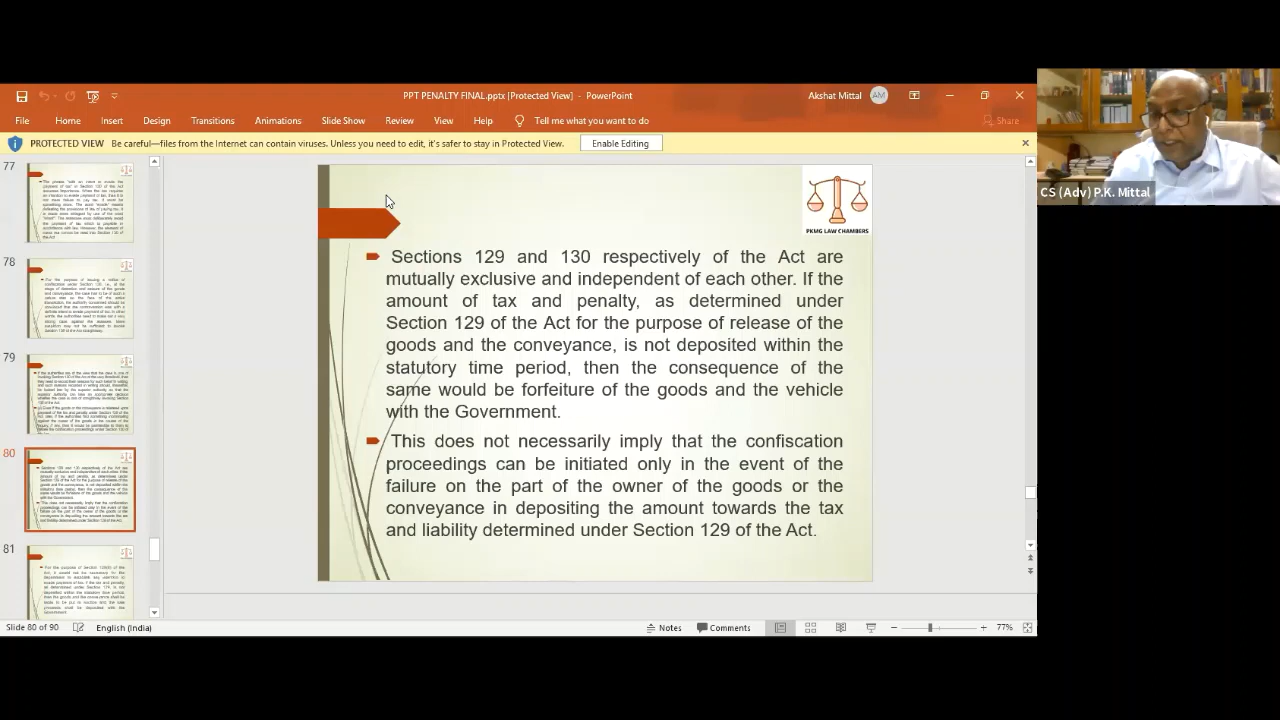 PPT PENALTY FINAL.pptx [Protected View] - PowerPoint
Akshat Mittal
AM
File Home Insert Design Transitions Animations Slide Show Review View Help Tell me what you want to do
Share
PROTECTED VIEW Be careful—files from the Internet can contain viruses. Unless you need to edit, it's safer to stay in Protected View.
Enable Editing
CS (Adv) P.K. Mittal
77
78
79
80
81
PKMG LAW CHAMBERS
Sections 129 and 130 respectively of the Act are
mutually exclusive and independent of each other. If the
amount of tax and penalty, as determined under
Section 129 of the Act for the purpose of release of the
goods and the conveyance, is not deposited within the
statutory time period, then the consequence of the
same would be forfeiture of the goods and the vehicle
with the Government.
This does not necessarily imply that the confiscation
proceedings can be initiated only in the event of the
failure on the part of the owner of the goods or the
conveyance in depositing the amount towards the tax
and liability determined under Section 129 of the Act.
Slide 80 of 90
English (India)
Notes
Comments
77%